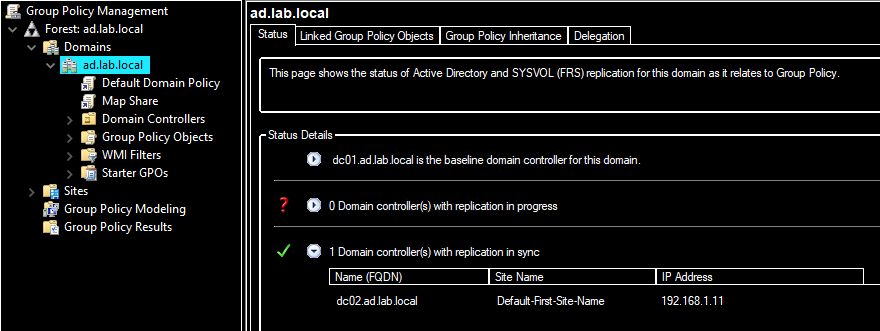 Group Policy Management
Forest: ad.lab.local
Domains
ad.lab.local
Default Domain Policy
Map Share
Domain Controllers
Group Policy Objects
WMI Filters
Starter GPOs
Sites
Group Policy Modeling
Group Policy Results
ad.lab.local
Status Linked Group Policy Objects Group Policy Inheritance Delegation
This page shows the status of Active Directory and SYSVOL (FRS) replication for this domain as it relates to Group Policy.
Status Details
dc01.ad.lab.local is the baseline domain controller for this domain.
? 0 Domain controller(s) with replication in progress
1 Domain controller(s) with replication in sync
Name (FQDN) Site Name IP Address
dc02.ad.lab.local Default-First-Site-Name 192.168.1.11